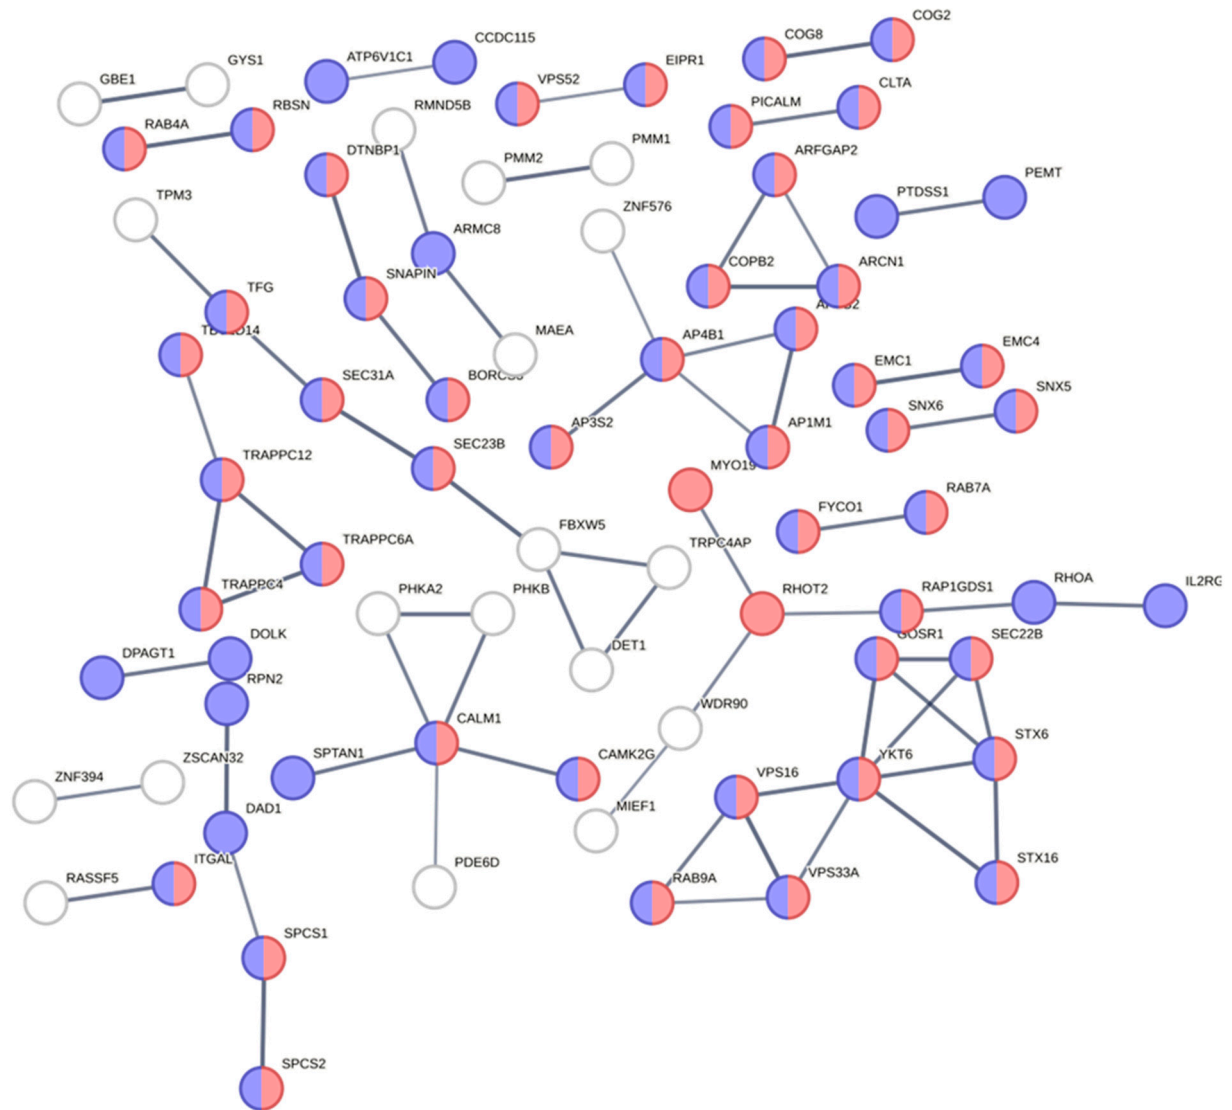 COG2
COG8
CCDC115
ATP6V1C1
GYS1
GBE1
EIPR1
VPS52
CLTA
PICALM
RBSN
RAB4A
RMND5B
PMM1
PMM2
DTNBP1
ARFGAP2
PEMT
PTDSS1
TPM3
ZNF576
ARMC8
SNAPIN
COPB2
ARCN1
TFG
MAEA
AP4B1
EMC4
EMC1
SEC31A
SNX5
SNX6
AP3S2
AP1M1
SEC23B
TRAPPC12
MYO19
RAB7A
FYCO1
FBXW5
TRAPPC6A
TRPC4AP
TRAPPC4
PHKA2
PHKB
RHOT2
RAP1GDS1
RHOA
IL2RG
DOLK
DPAGT1
DET1
GOSR1
SEC22B
RPN2
WDR90
CALM1
STX6
ZSCAN32
SPTAN1
CAMK2G
YKT6
ZNF394
VPS16
DAD1
MIEF1
ITGAL
RASSF5
PDE6D
RAB9A
VPS33A
STX16
SPCS1
SPCS2